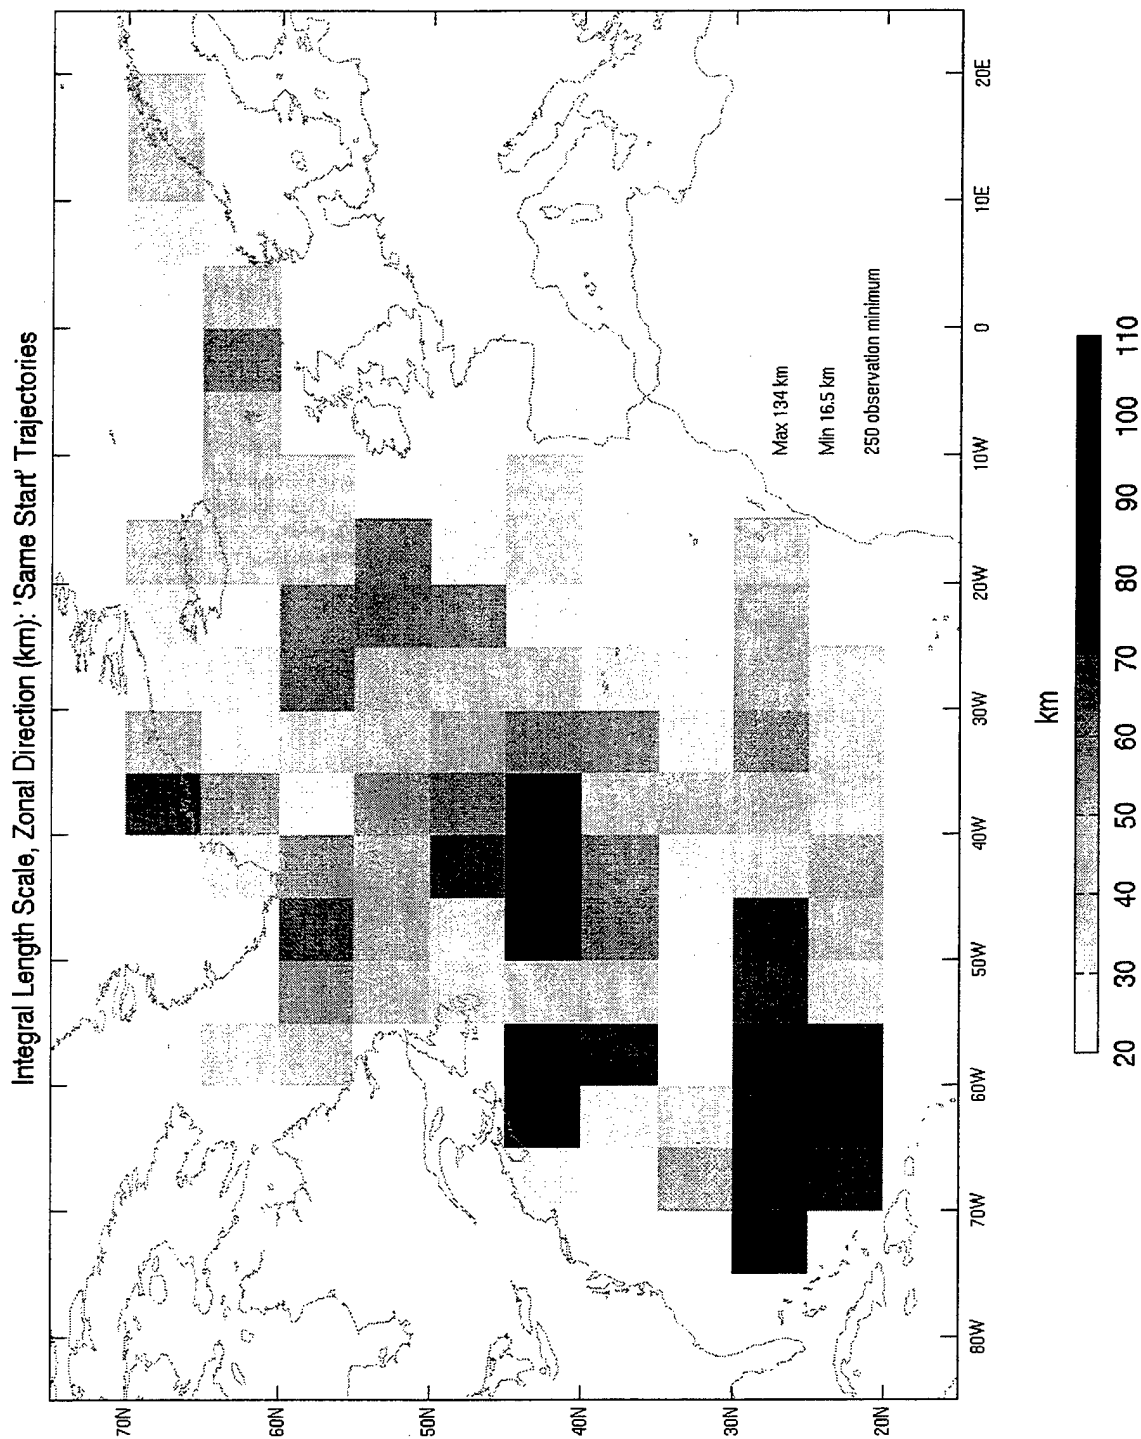 Integral Length Scale, Zonal Direction (km): 'Same Start' Trajectories
70N
60N
50N
40N
30N
20N
Max 134 km
Min 16.5 km
250 observation minimum
80W
70W
60W
50W
40W
30W
20W
10W
0
10E
20E
km
20
30
40
50
60
70
80
90
100
110